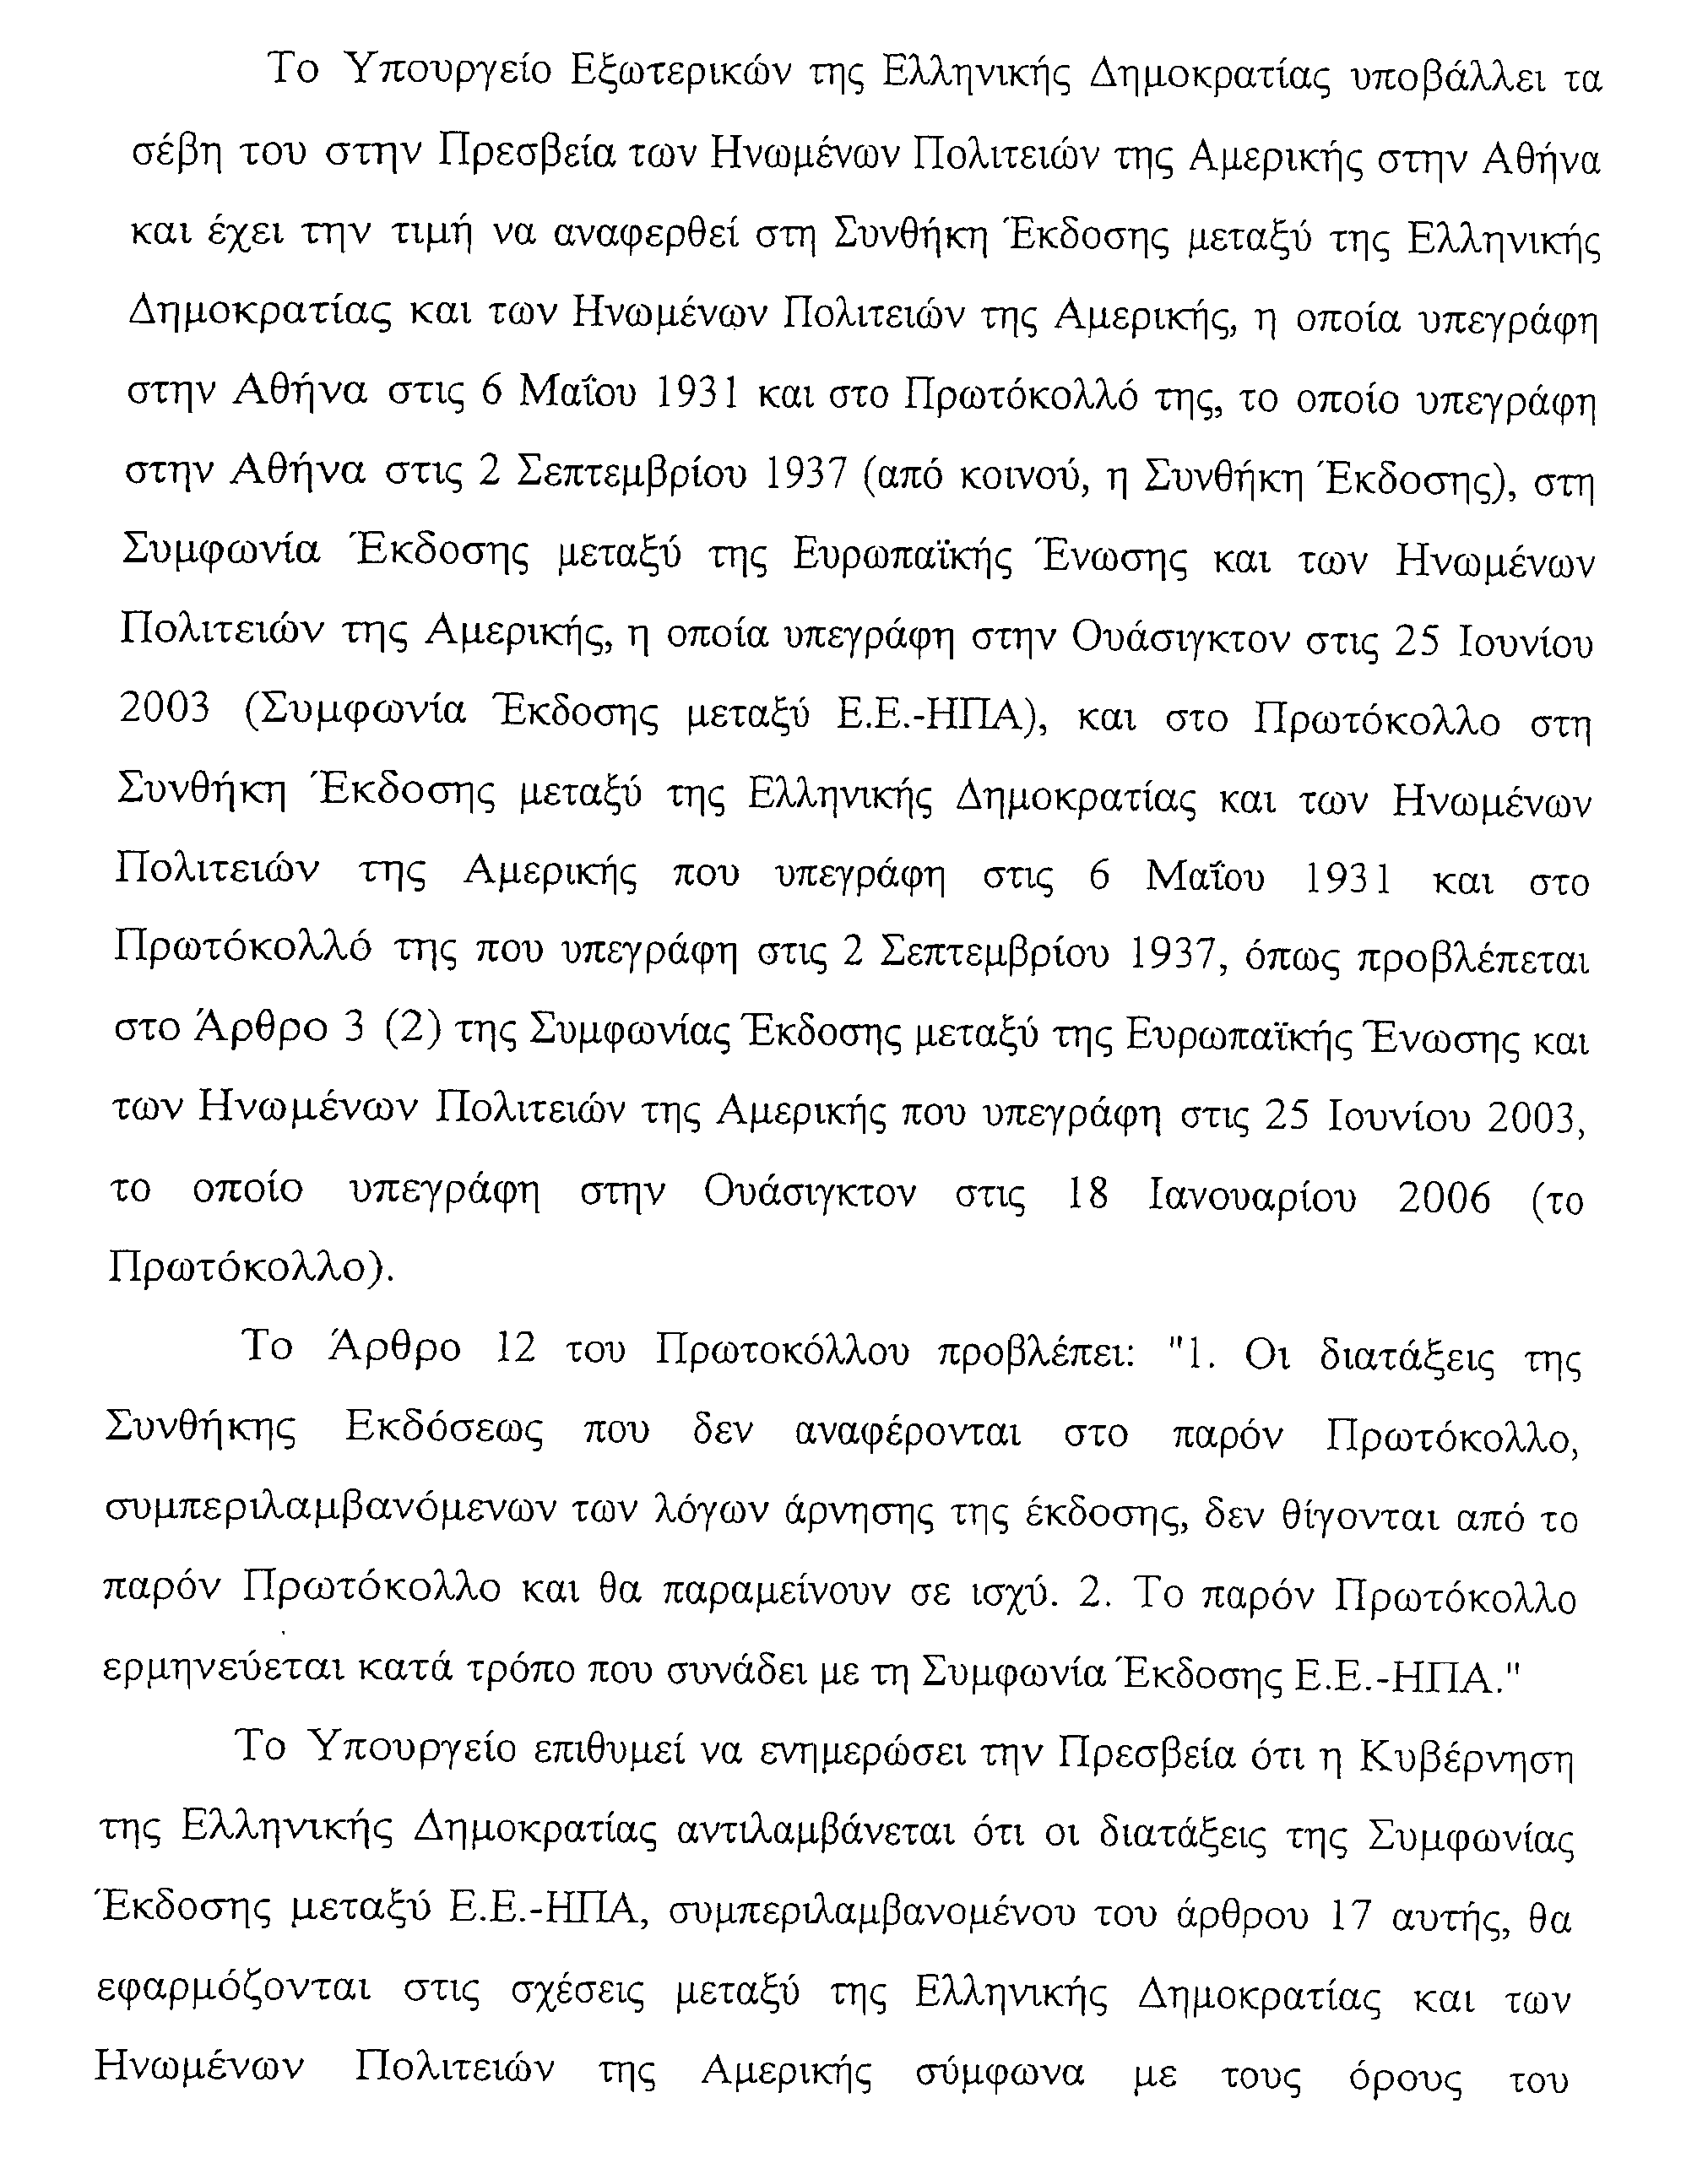 Το Υπουργείο Εξωτερικών της Ελληνικής Δημοκρατίας υποβάλλει τα
σέβη του στην Πρεσβεία των Ηνωμένων Πολιτειών της Αμερικής στην Αθήνα
και έχει την τιμή να αναφερθεί στη Συνθήκη Έκδοσης μεταξύ της Ελληνικής
Δημοκρατίας και των Ηνωμένων Πολιτειών της Αμερικής, η οποία υπεγράφη
στην Αθήνα στις 6 Μαΐου 1931 και στο Πρωτόκολλό της, το οποίο υπεγράφη
στην Αθήνα στις 2 Σεπτεμβρίου 1937 (από κοινού, η Συνθήκη Έκδοσης), στη
Συμφωνία Έκδοσης μεταξύ της Ευρωπαϊκής Ένωσης και των Ηνωμένων
Πολιτειών της Αμερικής, η οποία υπεγράφη στην Ουάσιγκτον στις 25 Ιουνίου
2003 (Συμφωνία Έκδοσης μεταξύ Ε.Ε.-ΗΠΑ), και στο Πρωτόκολλο στη
Συνθήκη Έκδοσης μεταξύ της Ελληνικής Δημοκρατίας και των Ηνωμένων
Πολιτειών της Αμερικής που υπεγράφη στις 6 Μαΐου 1931 και στο
Πρωτόκολλό της που υπεγράφη στις 2 Σεπτεμβρίου 1937, όπως προβλέπεται
στο Άρθρο 3 (2) της Συμφωνίας Έκδοσης μεταξύ της Ευρωπαϊκής Ένωσης και
των Ηνωμένων Πολιτειών της Αμερικής που υπεγράφη στις 25 Ιουνίου 2003,
το οποίο υπεγράφη στην Ουάσιγκτον στις 18 Ιανουαρίου 2006 (το
Πρωτόκολλο).
Το Άρθρο 12 του Πρωτοκόλλου προβλέπει: "1. Οι διατάξεις της
Συνθήκης Εκδόσεως που δεν αναφέρονται στο παρόν Πρωτόκολλο,
συμπεριλαμβανόμενων των λόγων άρνησης της έκδοσης, δεν θίγονται από το
παρόν Πρωτόκολλο και θα παραμείνουν σε ισχύ. 2. Το παρόν Πρωτόκολλο
ερμηνεύεται κατά τρόπο που συνάδει με τη Συμφωνία Έκδοσης Ε.Ε.-ΗΠΑ."
Το Υπουργείο επιθυμεί να ενημερώσει την Πρεσβεία ότι η Κυβέρνηση
της Ελληνικής Δημοκρατίας αντιλαμβάνεται ότι οι διατάξεις της Συμφωνίας
Έκδοσης μεταξύ Ε.Ε.-ΗΠΑ, συμπεριλαμβανομένου του άρθρου 17 αυτής, θα
εφαρμόζονται στις σχέσεις μεταξύ της Ελληνικής Δημοκρατίας και των
Ηνωμένων Πολιτειών της Αμερικής σύμφωνα με τους όρους του